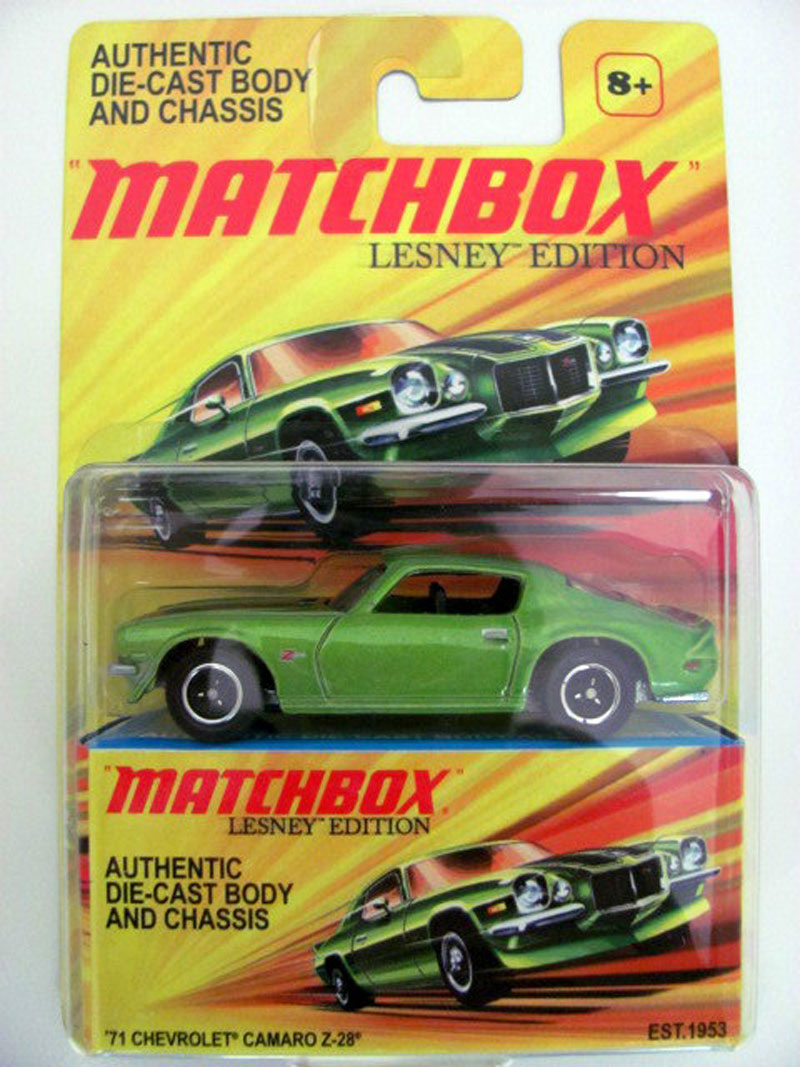 AUTHENTIC
DIE-CAST BODY
AND CHASSIS
8+
"MATCHBOX"
LESNEY™ EDITION
Z
"MATCHBOX"
LESNEY™ EDITION
AUTHENTIC
DIE-CAST BODY
AND CHASSIS
'71 CHEVROLET® CAMARO Z-28®
EST.1953